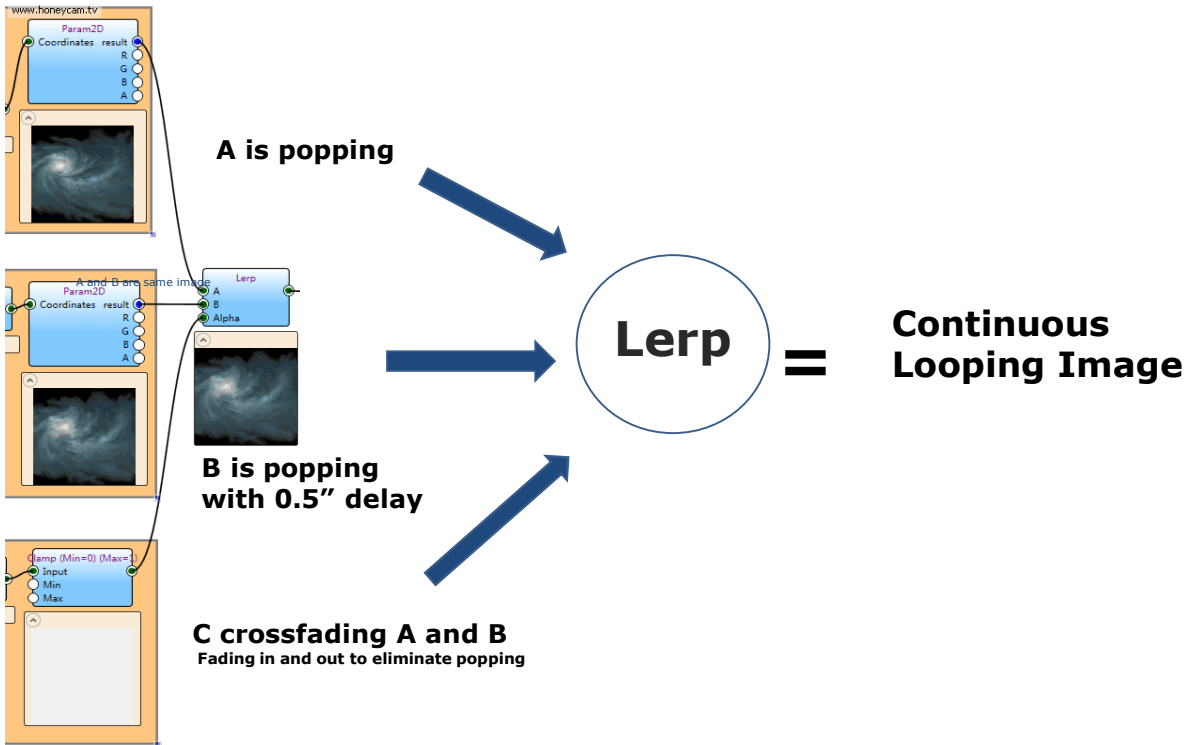 www.honeycam.tv
Param2D
Coordinates result
R
G
B
A
A is popping
A and B are same image
Param2D
Coordinates result
R
G
B
A
Lerp
A
B
Alpha
B is popping
with 0.5” delay
Clamp (Min=0) (Max=1)
Input
Min
Max
C crossfading A and B
Fading in and out to eliminate popping
Lerp
=
Continuous
Looping Image